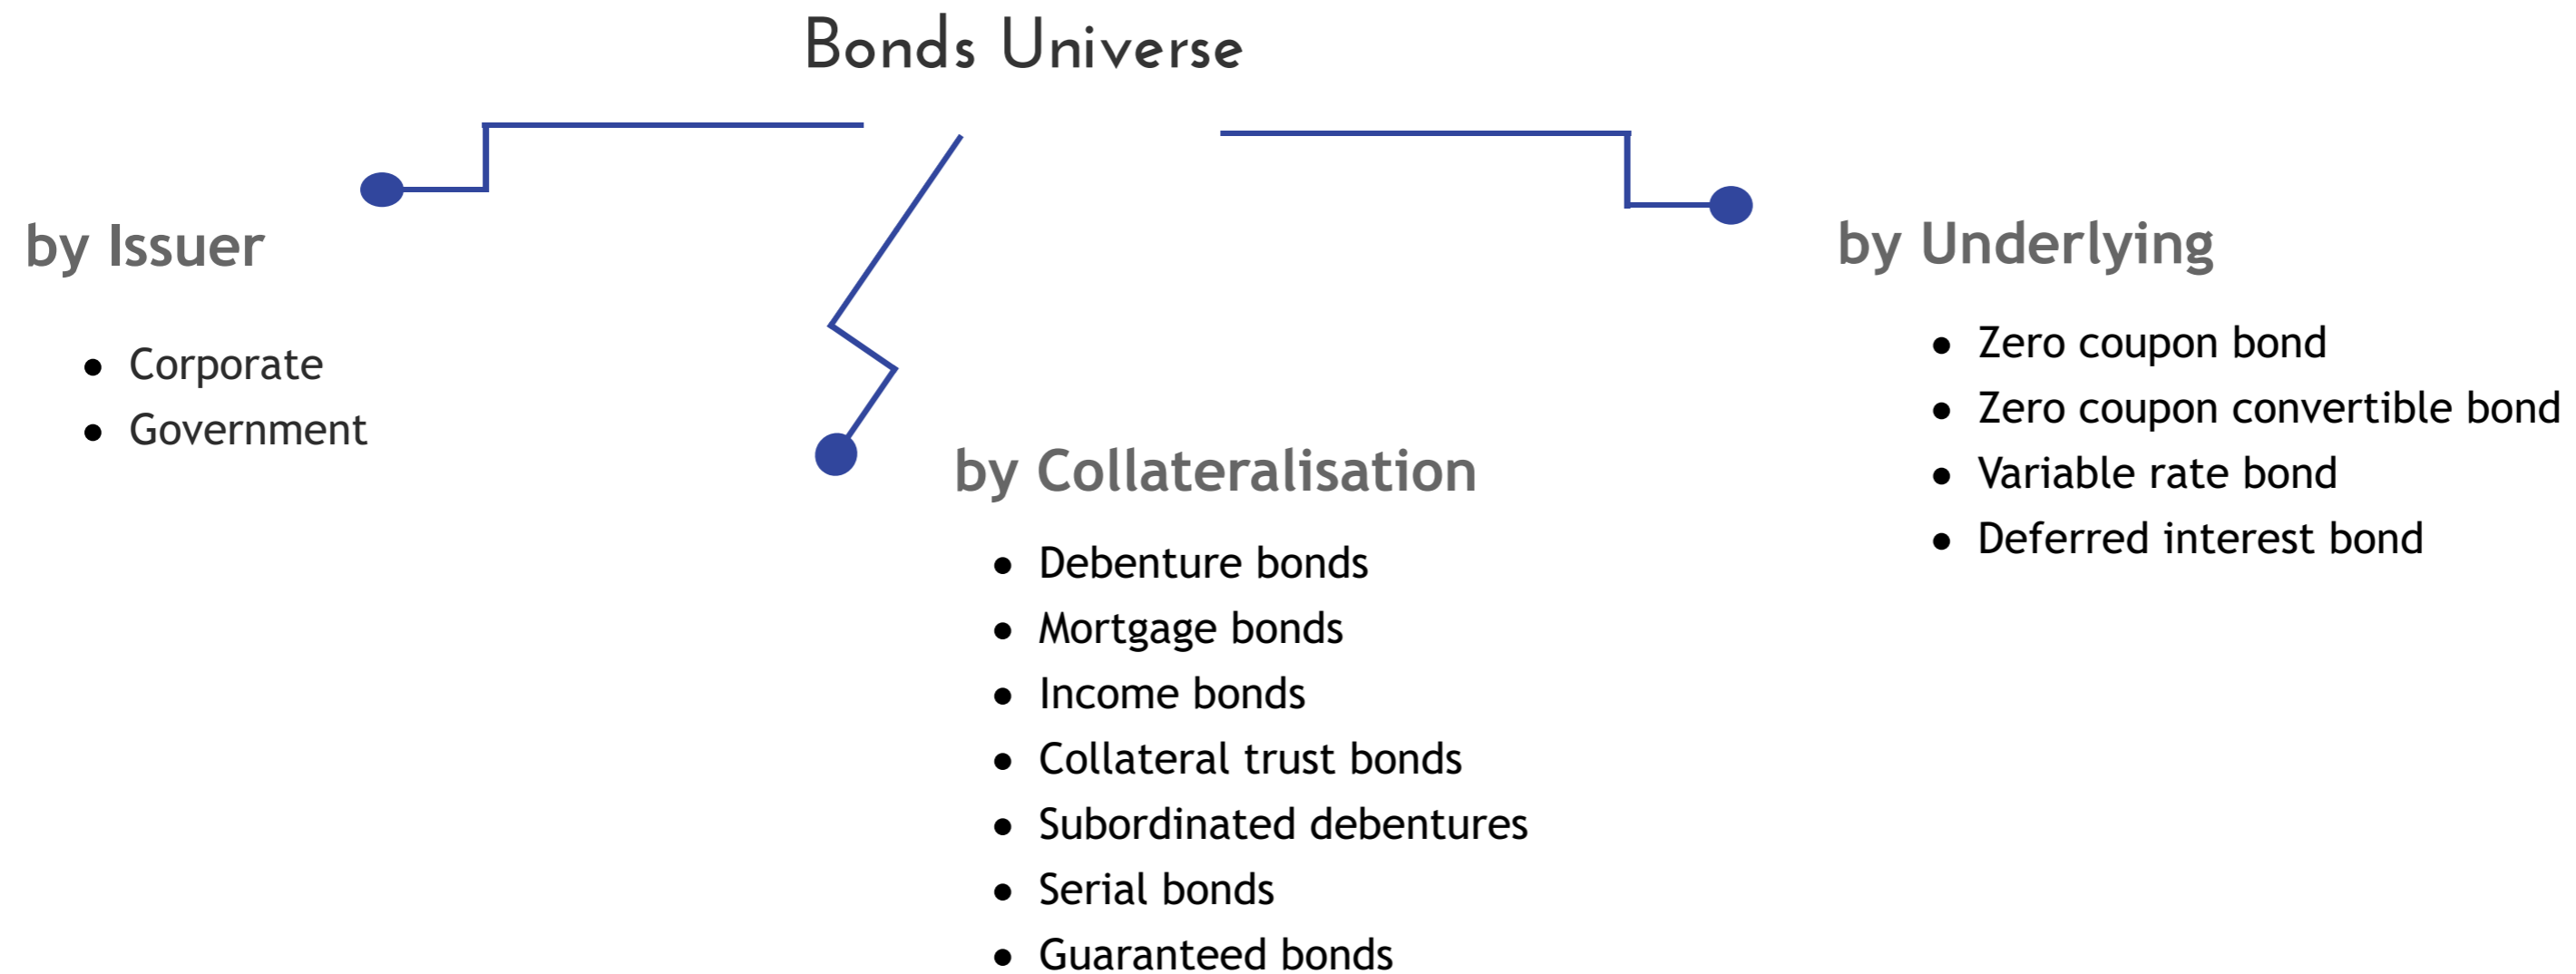 Bonds Universe
by Issuer
• Corporate
• Government
by Collateralisation
• Debenture bonds
• Mortgage bonds
• Income bonds
• Collateral trust bonds
• Subordinated debentures
• Serial bonds
• Guaranteed bonds
by Underlying
• Zero coupon bond
• Zero coupon convertible bond
• Variable rate bond
• Deferred interest bond